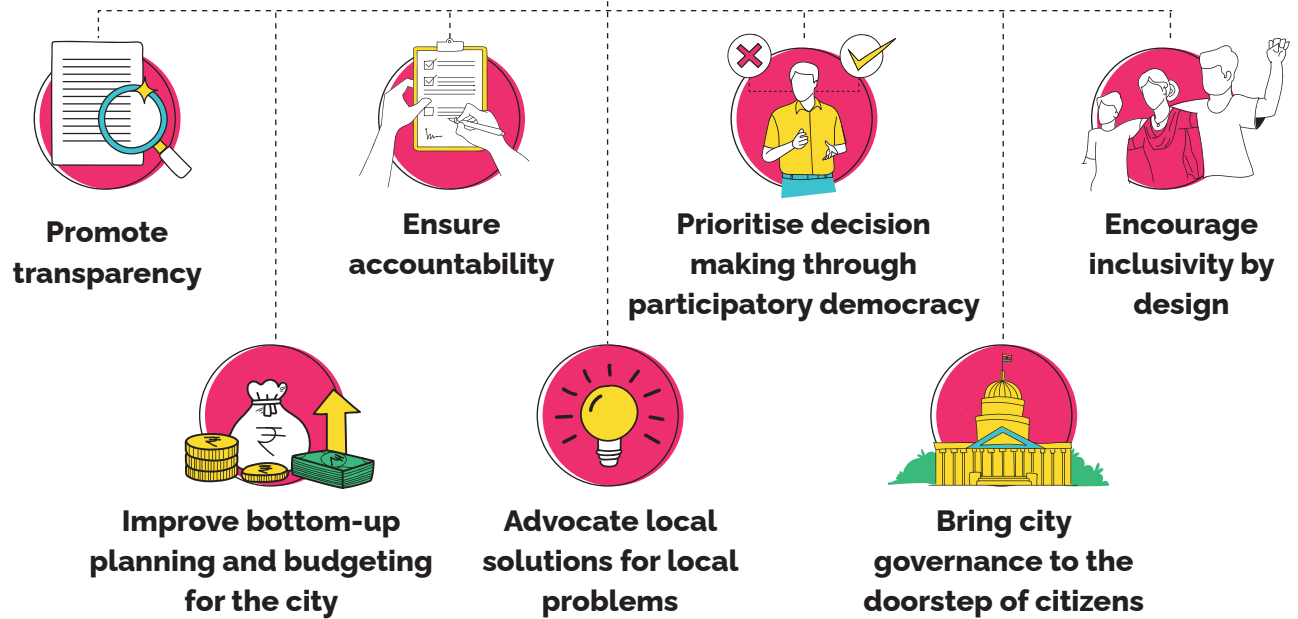 Promote
transparency
Ensure
accountability
Prioritise decision
making through
participatory democracy
Encourage
inclusivity by
design
₹
Improve bottom-up
planning and budgeting
for the city
Advocate local
solutions for local
problems
Bring city
governance to the
doorstep of citizens